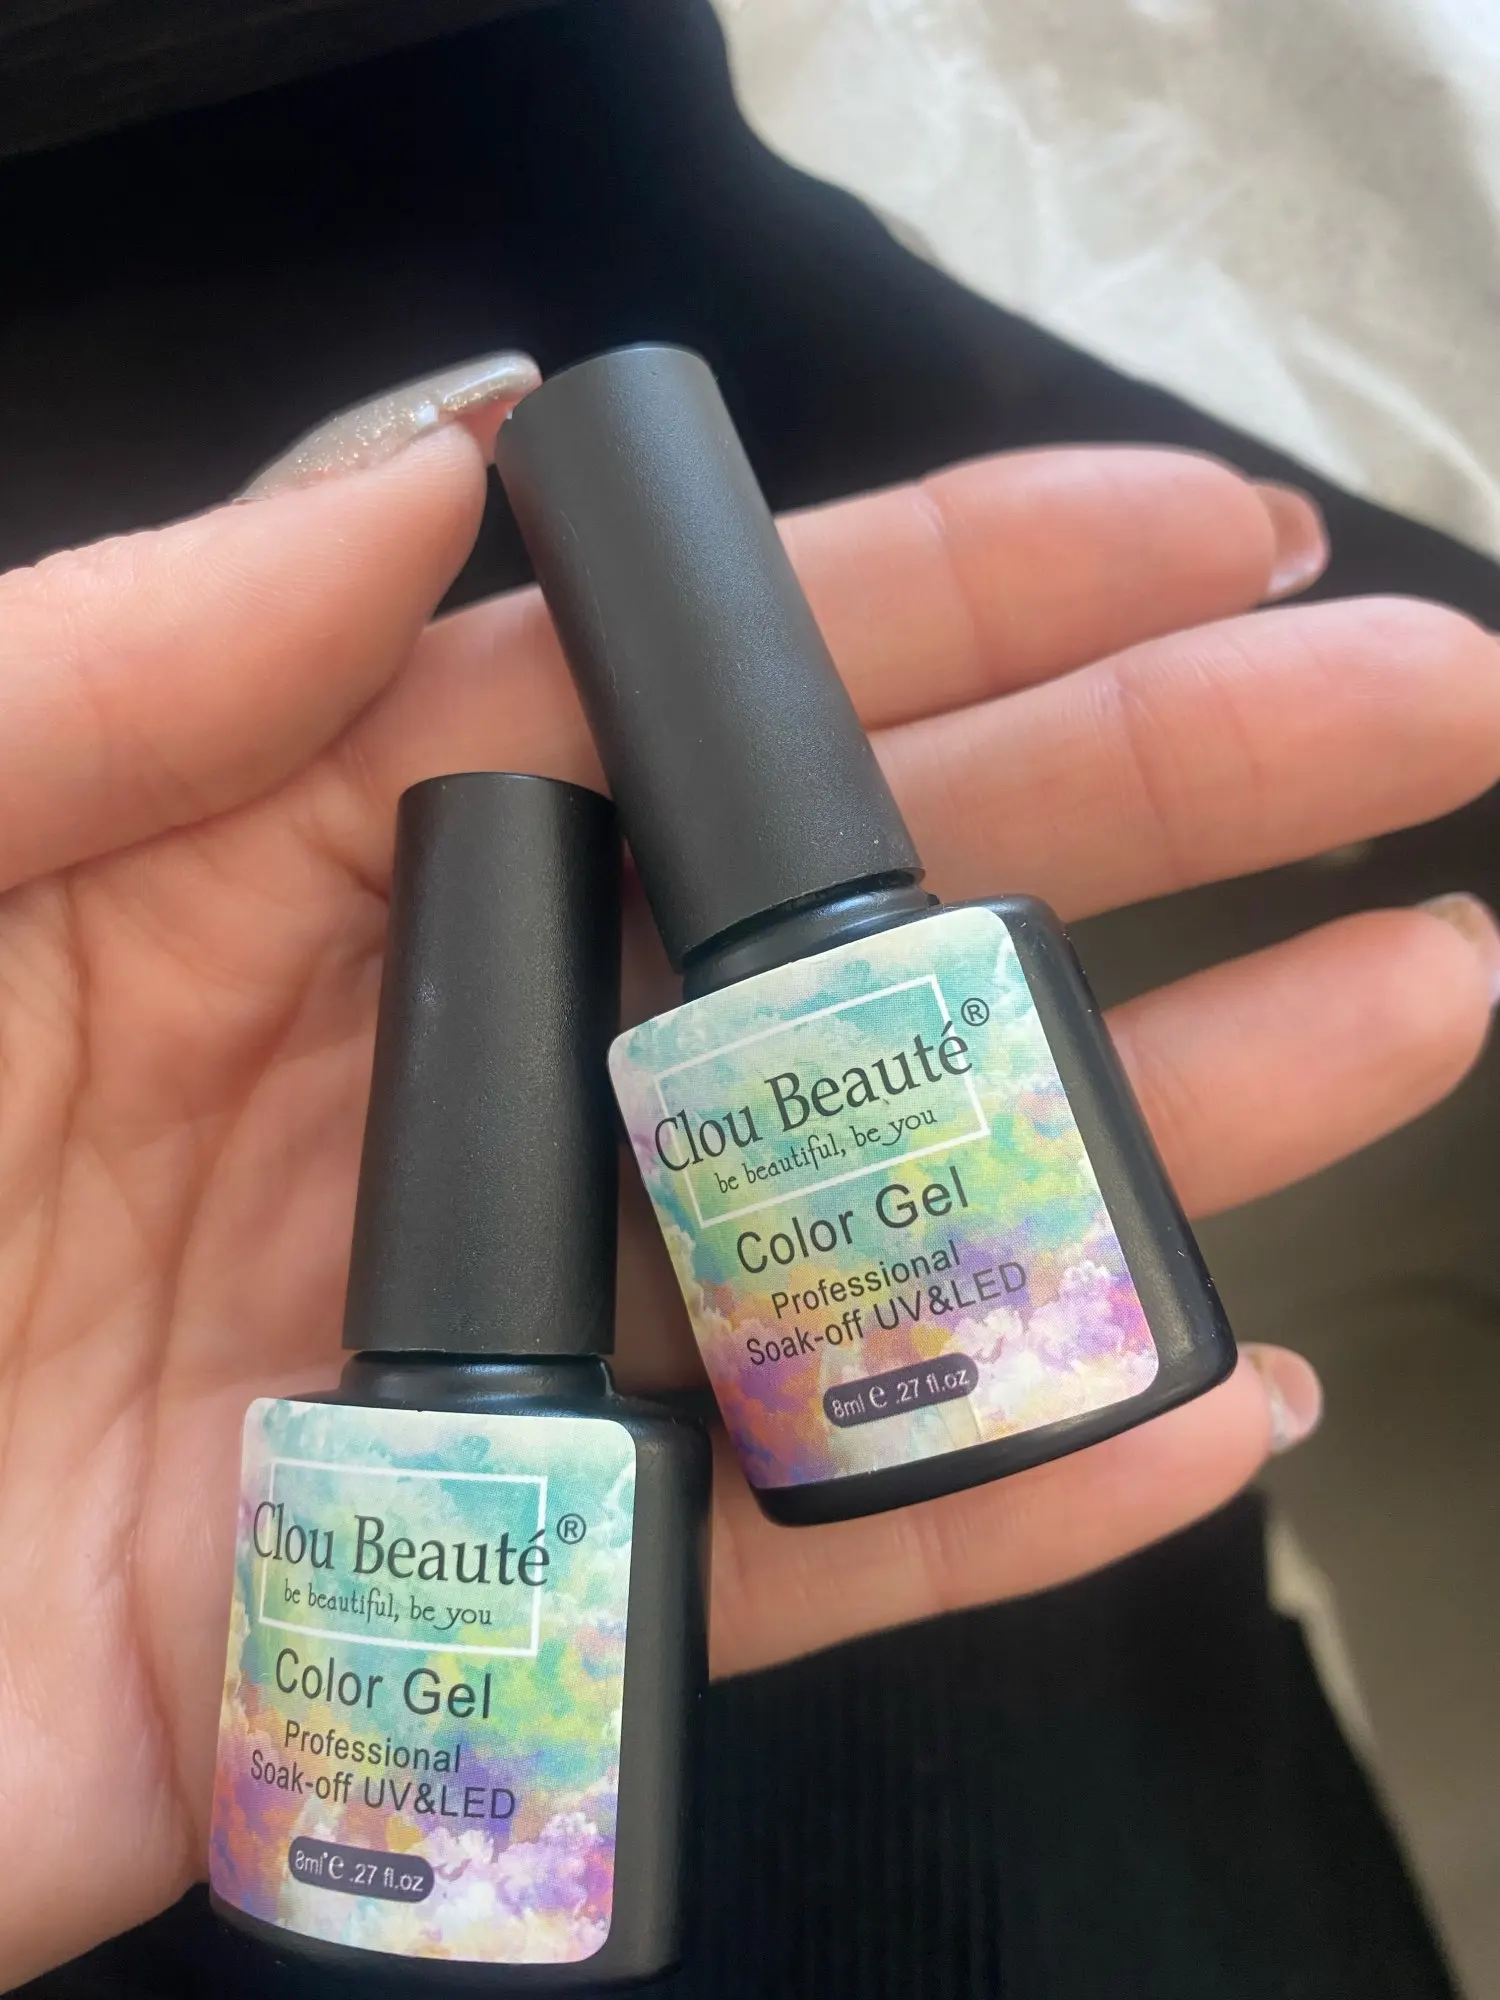 Clou Beauté®
be beautiful, be you
Color Gel
Professional
Soak-off UV&LED
8ml e .27 fl.oz
Clou Beauté®
be beautiful, be you
Color Gel
Professional
Soak-off UV&LED
8ml e .27 fl.oz